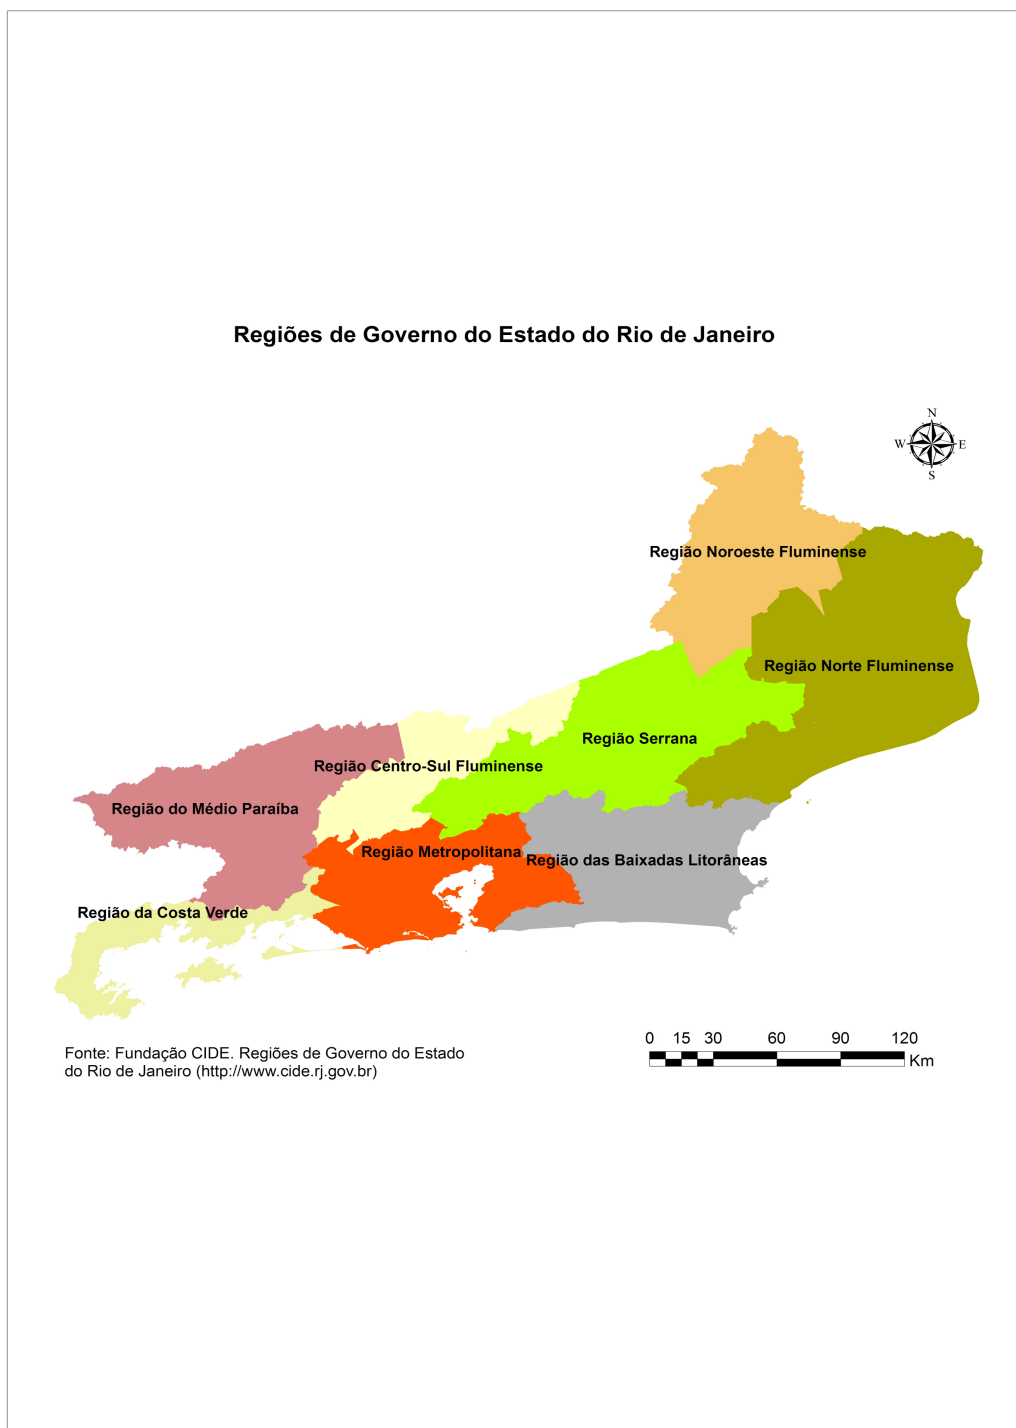 Regiões de Governo do Estado do Rio de Janeiro
N
W
E
S
Região Noroeste Fluminense
Região Norte Fluminense
Região Serrana
Região Centro-Sul Fluminense
Região do Médio Paraíba
Região Metropolitana
Região das Baixadas Litorâneas
Região da Costa Verde
Fonte: Fundação CIDE. Regiões de Governo do Estado
do Rio de Janeiro (http://www.cide.rj.gov.br)
0 15 30 60 90 120
Km